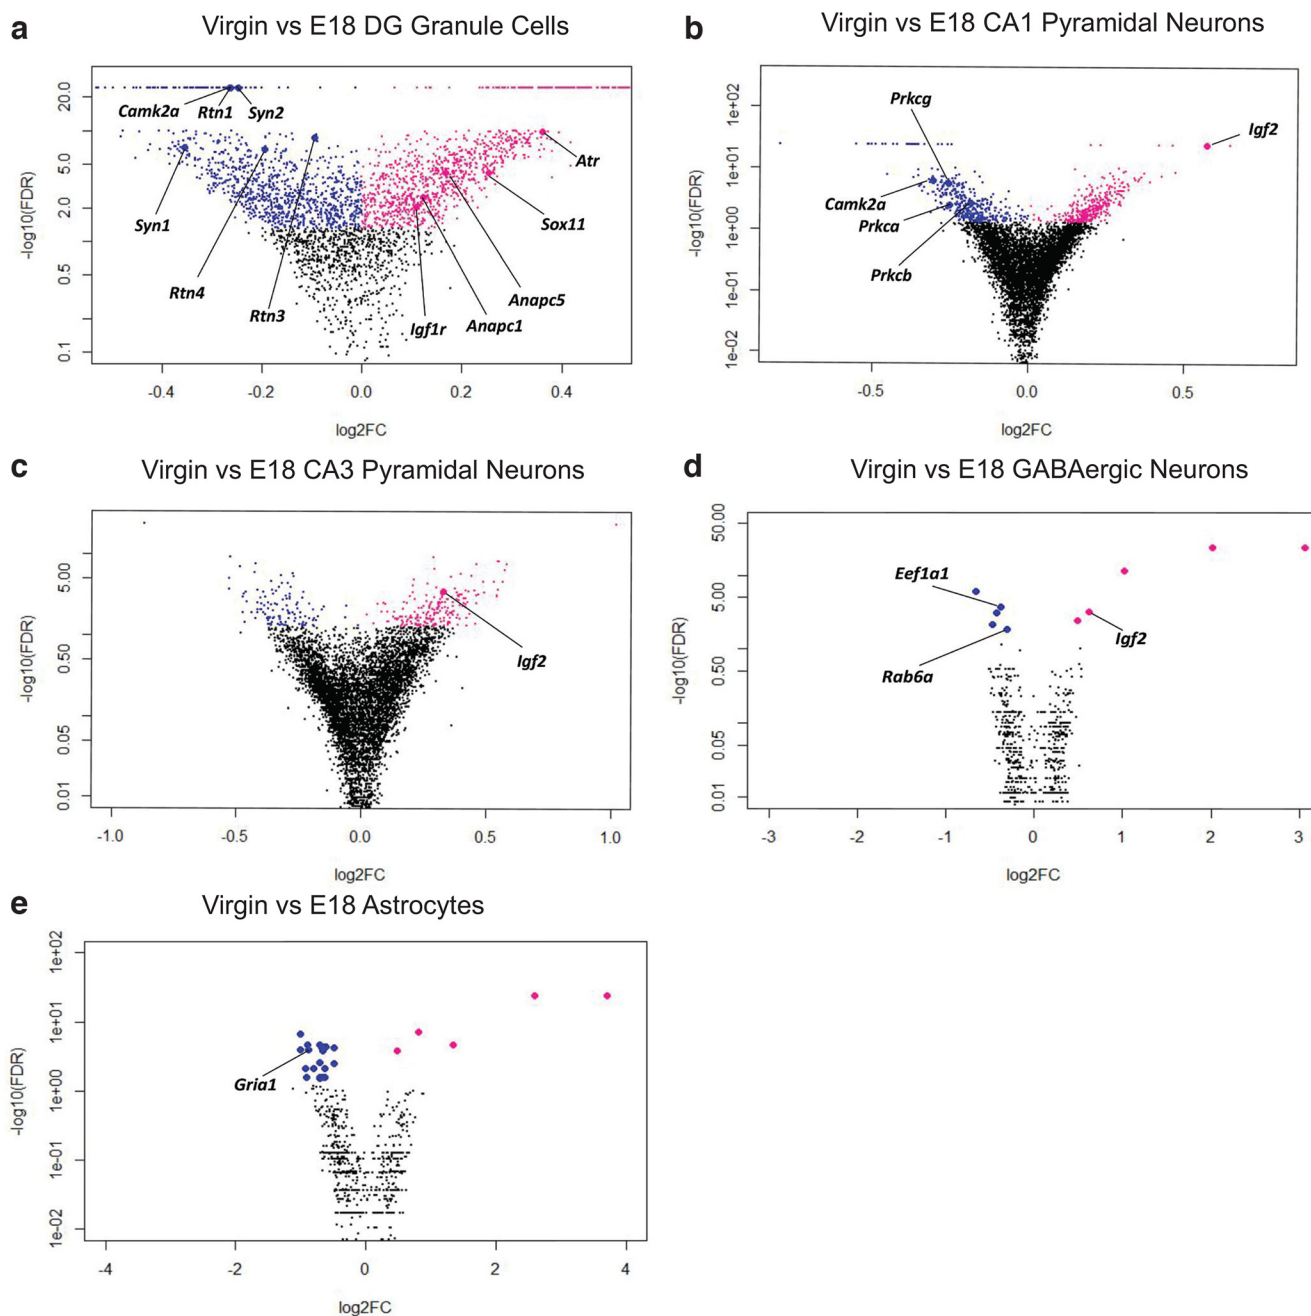 a
Virgin vs E18 DG Granule Cells
-log10(FDR)
20.0
5.0
2.0
0.5
0.1
Camk2a
Rtn1
Syn2
Atr
Syn1
Sox11
Rtn4
Rtn3
Igf1r
Anapc1
Anapc5
-0.4
-0.2
0.0
0.2
0.4
log2FC
b
Virgin vs E18 CA1 Pyramidal Neurons
-log10(FDR)
1e+02
1e+01
1e+00
1e-01
1e-02
Prkcg
Igf2
Camk2a
Prkca
Prkcb
-0.5
0.0
0.5
log2FC
c
Virgin vs E18 CA3 Pyramidal Neurons
-log10(FDR)
5.00
0.50
0.05
0.01
Igf2
-1.0
-0.5
0.0
0.5
1.0
log2FC
d
Virgin vs E18 GABAergic Neurons
-log10(FDR)
50.00
5.00
0.50
0.05
0.01
Eef1a1
Igf2
Rab6a
-3
-2
-1
0
1
2
3
log2FC
e
Virgin vs E18 Astrocytes
-log10(FDR)
1e+02
1e+01
1e+00
1e-01
1e-02
Gria1
-4
-2
0
2
4
log2FC